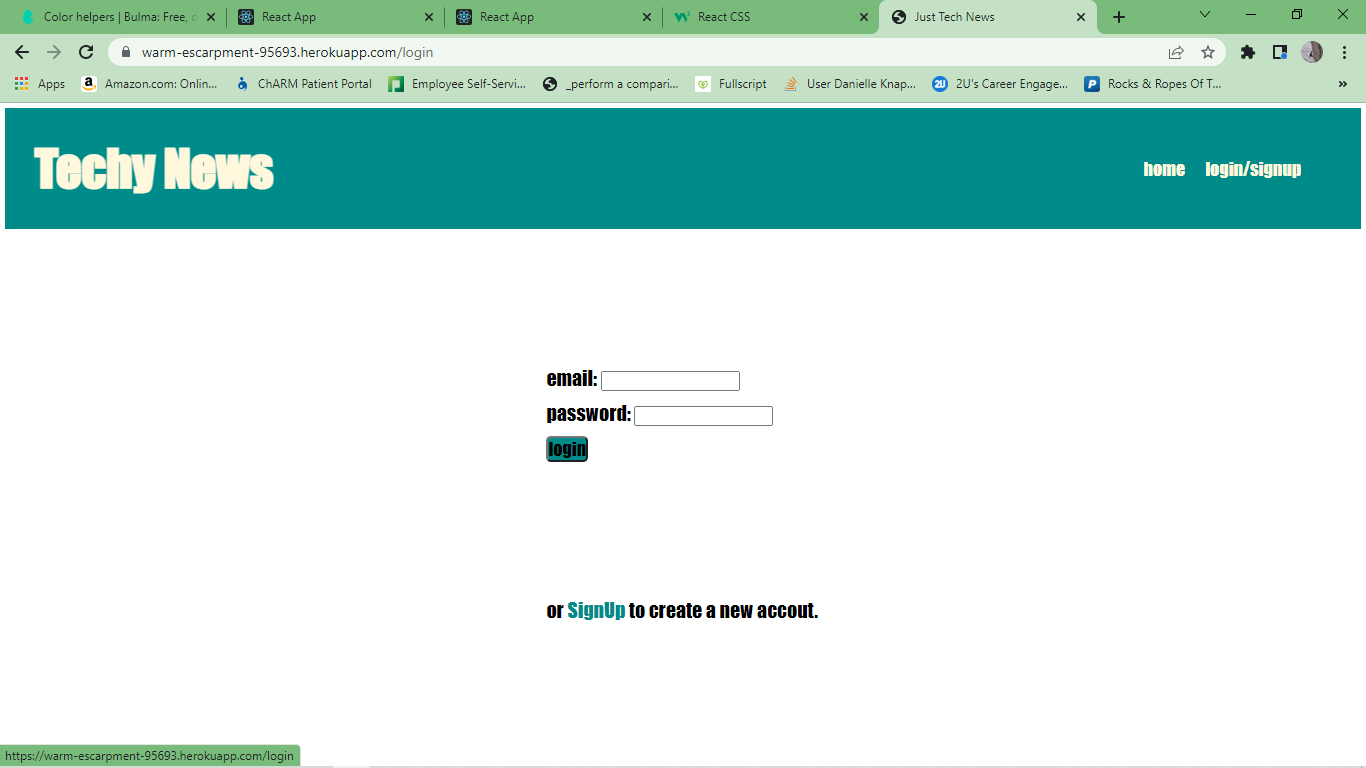 Color helpers | Bulma: Free, React App React App React CSS Just Tech News
warm-escarpment-95693.herokuapp.com/login
Apps Amazon.com: Onlin... ChARM Patient Portal Employee Self-Servi... _perform a compari... Fullscript User Danielle Knap... 2U's Career Engage... Rocks & Ropes Of T... »
Techy News home login/signup
email:
password:
login
or SignUp to create a new accout.
https://warm-escarpment-95693.herokuapp.com/login